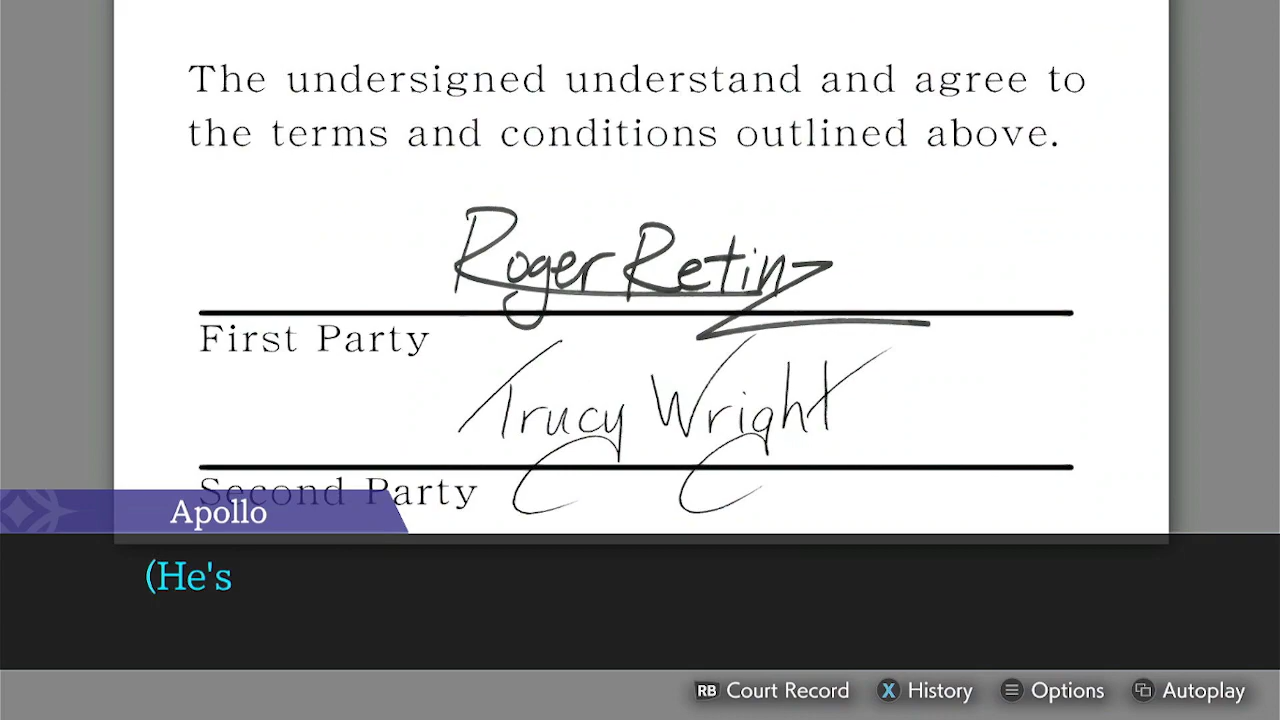 The undersigned understand and agree to
the terms and conditions outlined above.
Roger Retinz
First Party
Trucy Wright
Second Party
Apollo
(He's
RB Court Record X History Options Autoplay